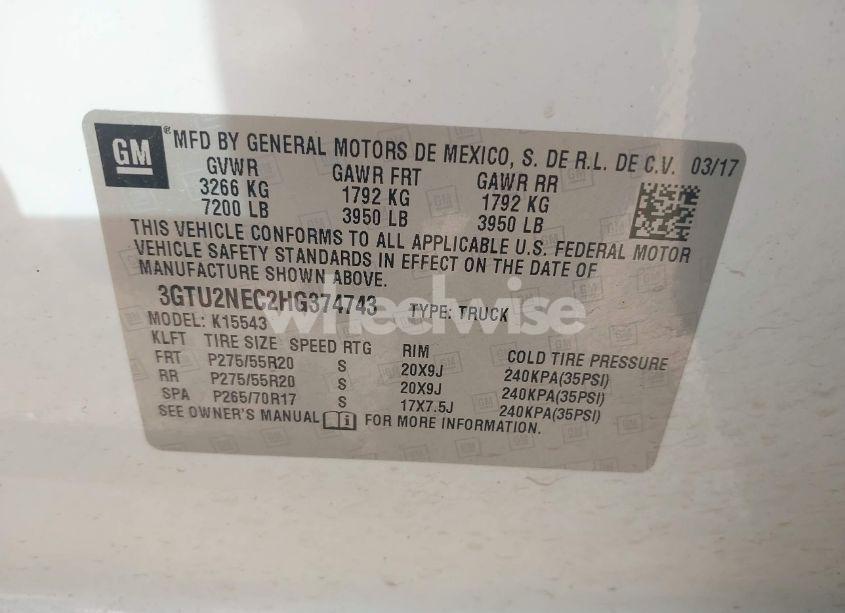 GM ® MFD BY GENERAL MOTORS DE MEXICO, S. DE R.L. DE C.V. 03/17
GVWR GAWR FRT GAWR RR
3266 KG 1792 KG 1792 KG
7200 LB 3950 LB 3950 LB
THIS VEHICLE CONFORMS TO ALL APPLICABLE U.S. FEDERAL MOTOR
VEHICLE SAFETY STANDARDS IN EFFECT ON THE DATE OF
MANUFACTURE SHOWN ABOVE.
3GTU2NEC2HG374743 TYPE: TRUCK
wheelwise
MODEL: K15543
KLFT TIRE SIZE SPEED RTG RIM COLD TIRE PRESSURE
FRT P275/55R20 S 20X9J 240KPA(35PSI)
RR P275/55R20 S 20X9J 240KPA(35PSI)
SPA P265/70R17 S 17X7.5J 240KPA(35PSI)
SEE OWNER'S MANUAL FOR MORE INFORMATION.